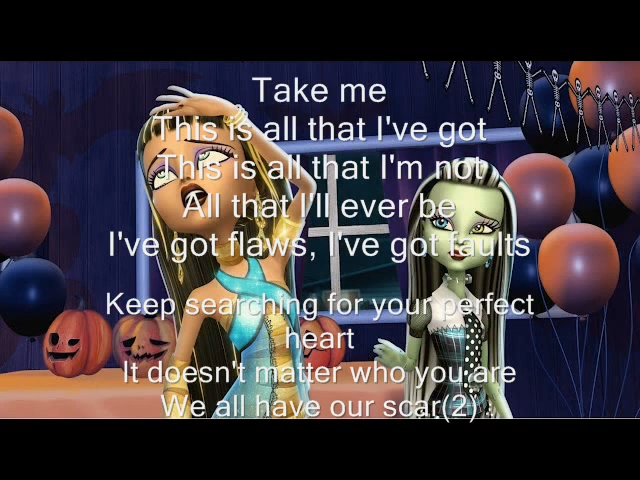 Take me
This is all that I've got
This is all that I'm not
All that I'll ever be
I've got flaws, I've got faults
Keep searching for your perfect
heart
It doesn't matter who you are
We all have our scar(2)